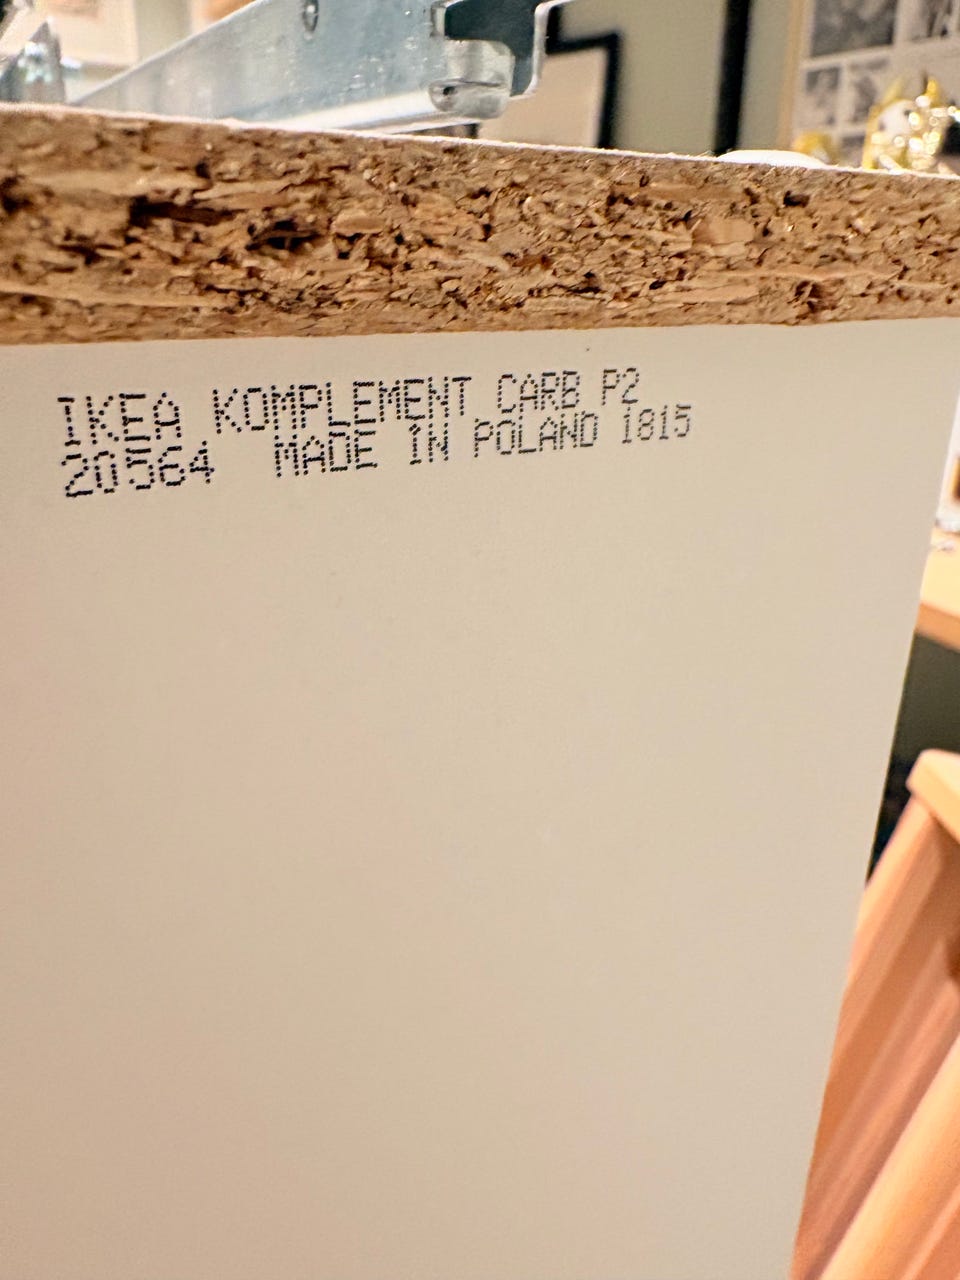 IKEA KOMPLEMENT CARB P2
20564 MADE IN POLAND 1815